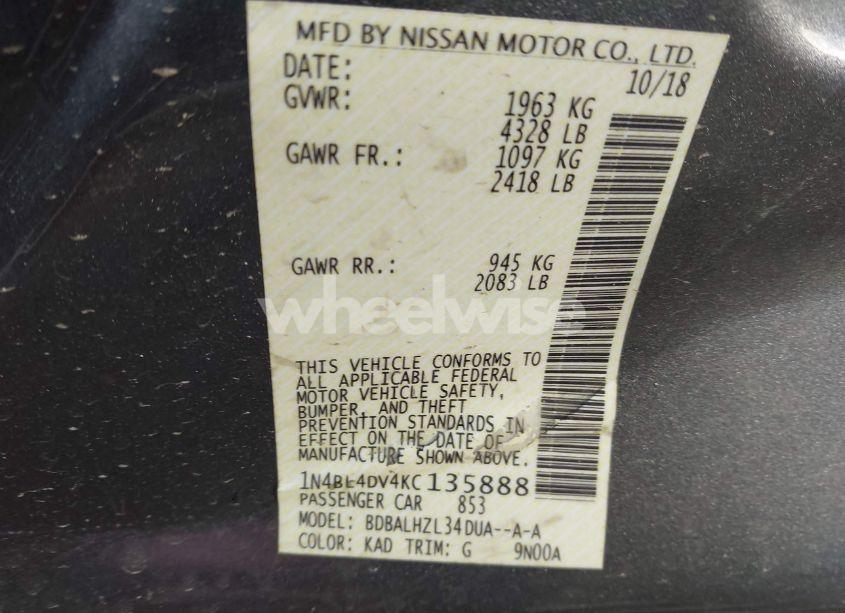 MFD BY NISSAN MOTOR CO., LTD.
DATE: 10/18
GVWR: 1963 KG
4328 LB
GAWR FR.: 1097 KG
2418 LB
GAWR RR.: 945 KG
2083 LB
wheelwise
THIS VEHICLE CONFORMS TO
ALL APPLICABLE FEDERAL
MOTOR VEHICLE SAFETY,
BUMPER, AND THEFT
PREVENTION STANDARDS IN
EFFECT ON THE DATE OF
MANUFACTURE SHOWN ABOVE.
1N4BL4DV4KC135888
PASSENGER CAR 853
MODEL: BDBALHZL34DUA--A-A
COLOR: KAD TRIM: G 9N00A